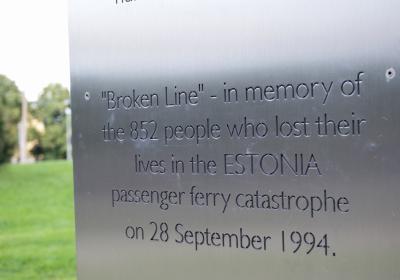 "Broken Line" - in memory of
the 852 people who lost their
lives in the ESTONIA
passenger ferry catastrophe
on 28 September 1994.